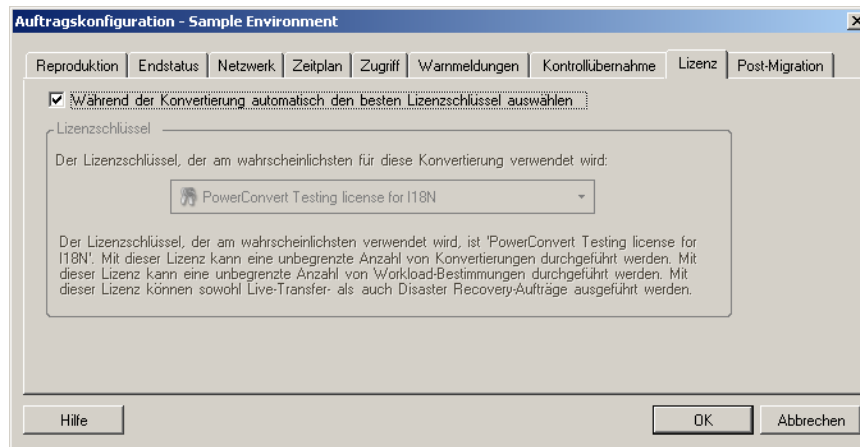 Auftragskonfiguration - Sample Environment
Reproduktion Endstatus Netzwerk Zeitplan Zugriff Warnmeldungen Kontrollübernahme Lizenz Post-Migration
Während der Konvertierung automatisch den besten Lizenzschlüssel auswählen
Lizenzschlüssel
Der Lizenzschlüssel, der am wahrscheinlichsten für diese Konvertierung verwendet wird:
PowerConvert Testing license for I18N
Der Lizenzschlüssel, der am wahrscheinlichsten verwendet wird, ist 'PowerConvert Testing license for
I18N'. Mit dieser Lizenz kann eine unbegrenzte Anzahl von Konvertierungen durchgeführt werden. Mit
dieser Lizenz kann eine unbegrenzte Anzahl von Workload-Bestimmungen durchgeführt werden. Mit
dieser Lizenz können sowohl Live-Transfer- als auch Disaster Recovery-Aufträge ausgeführt werden.
Hilfe OK Abbrechen